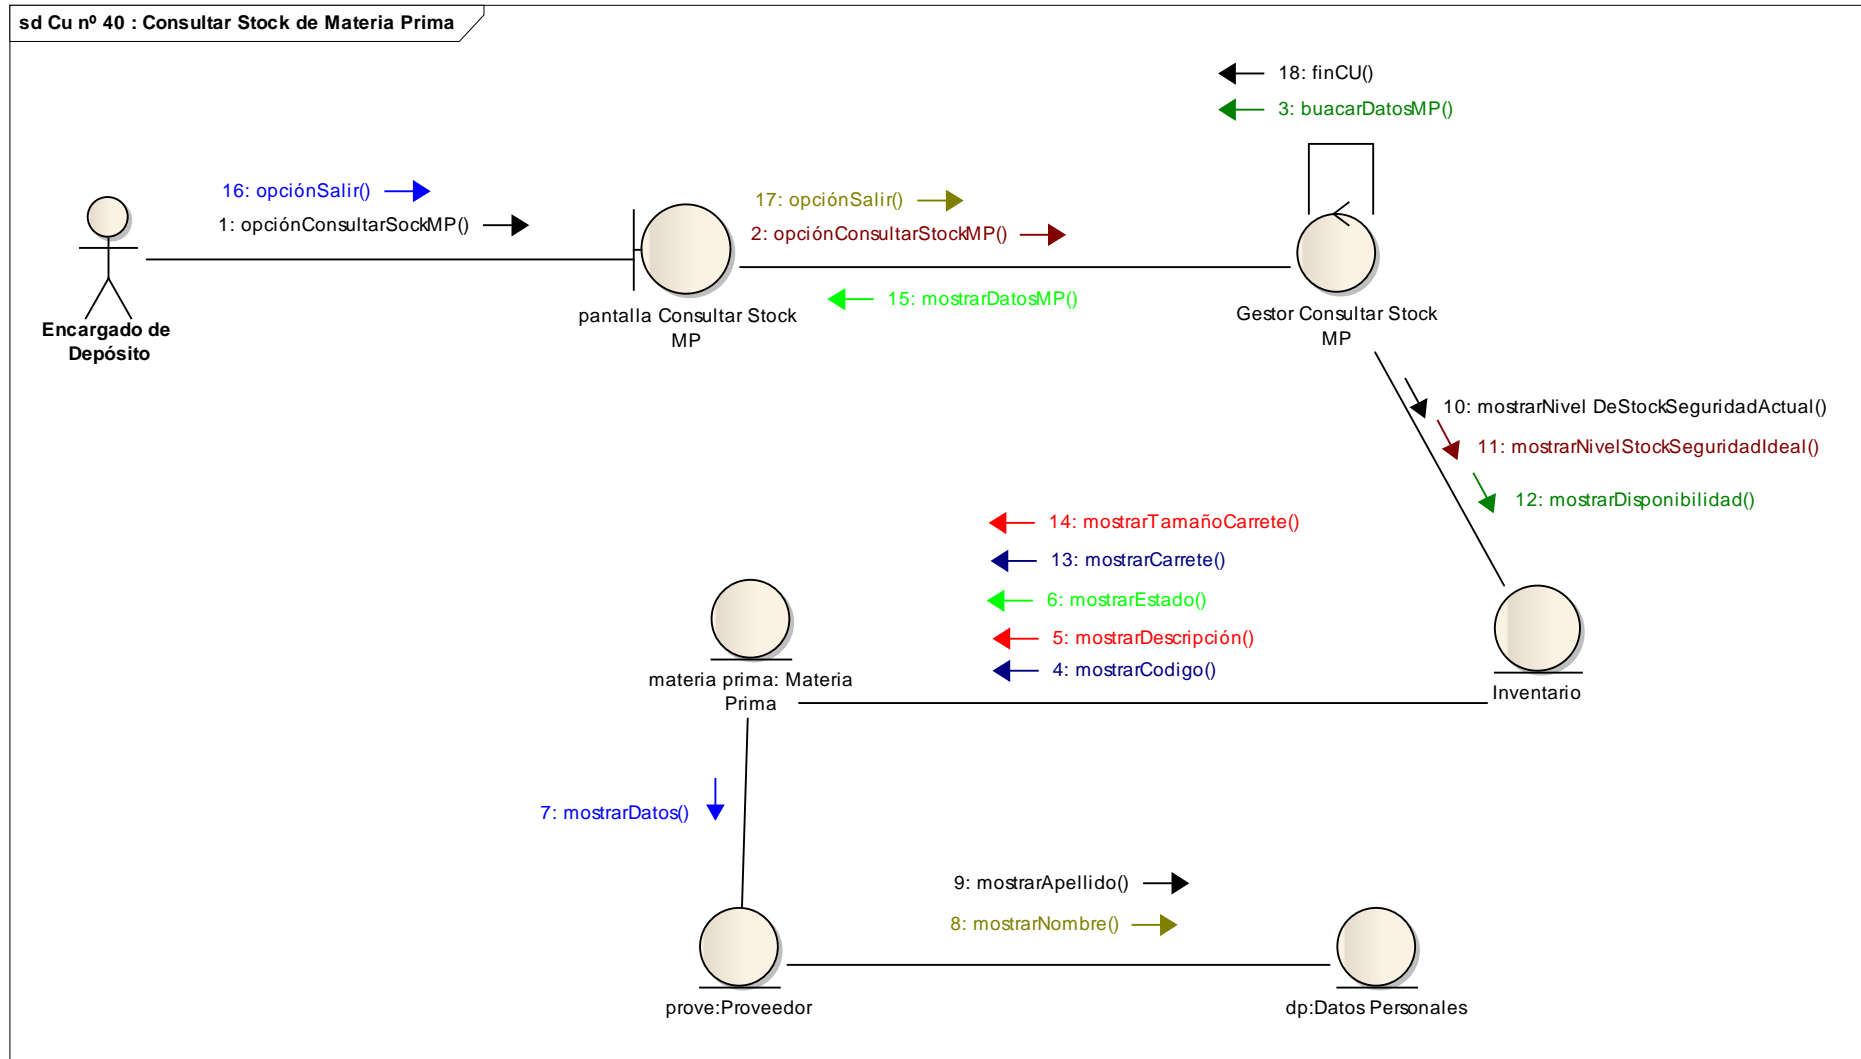 sd Cu nº 40 : Consultar Stock de Materia Prima
18: finCU()
3: buacarDatosMP()
16: opciónSalir()
1: opciónConsultarSockMP()
17: opciónSalir()
2: opciónConsultarStockMP()
15: mostrarDatosMP()
Encargado de
Depósito
pantalla Consultar Stock
MP
Gestor Consultar Stock
MP
10: mostrarNivel DeStockSeguridadActual()
11: mostrarNivelStockSeguridadIdeal()
12: mostrarDisponibilidad()
14: mostrarTamañoCarrete()
13: mostrarCarrete()
6: mostrarEstado()
5: mostrarDescripción()
4: mostrarCodigo()
materia prima: Materia
Prima
Inventario
7: mostrarDatos()
9: mostrarApellido()
8: mostrarNombre()
prove:Proveedor
dp:Datos Personales